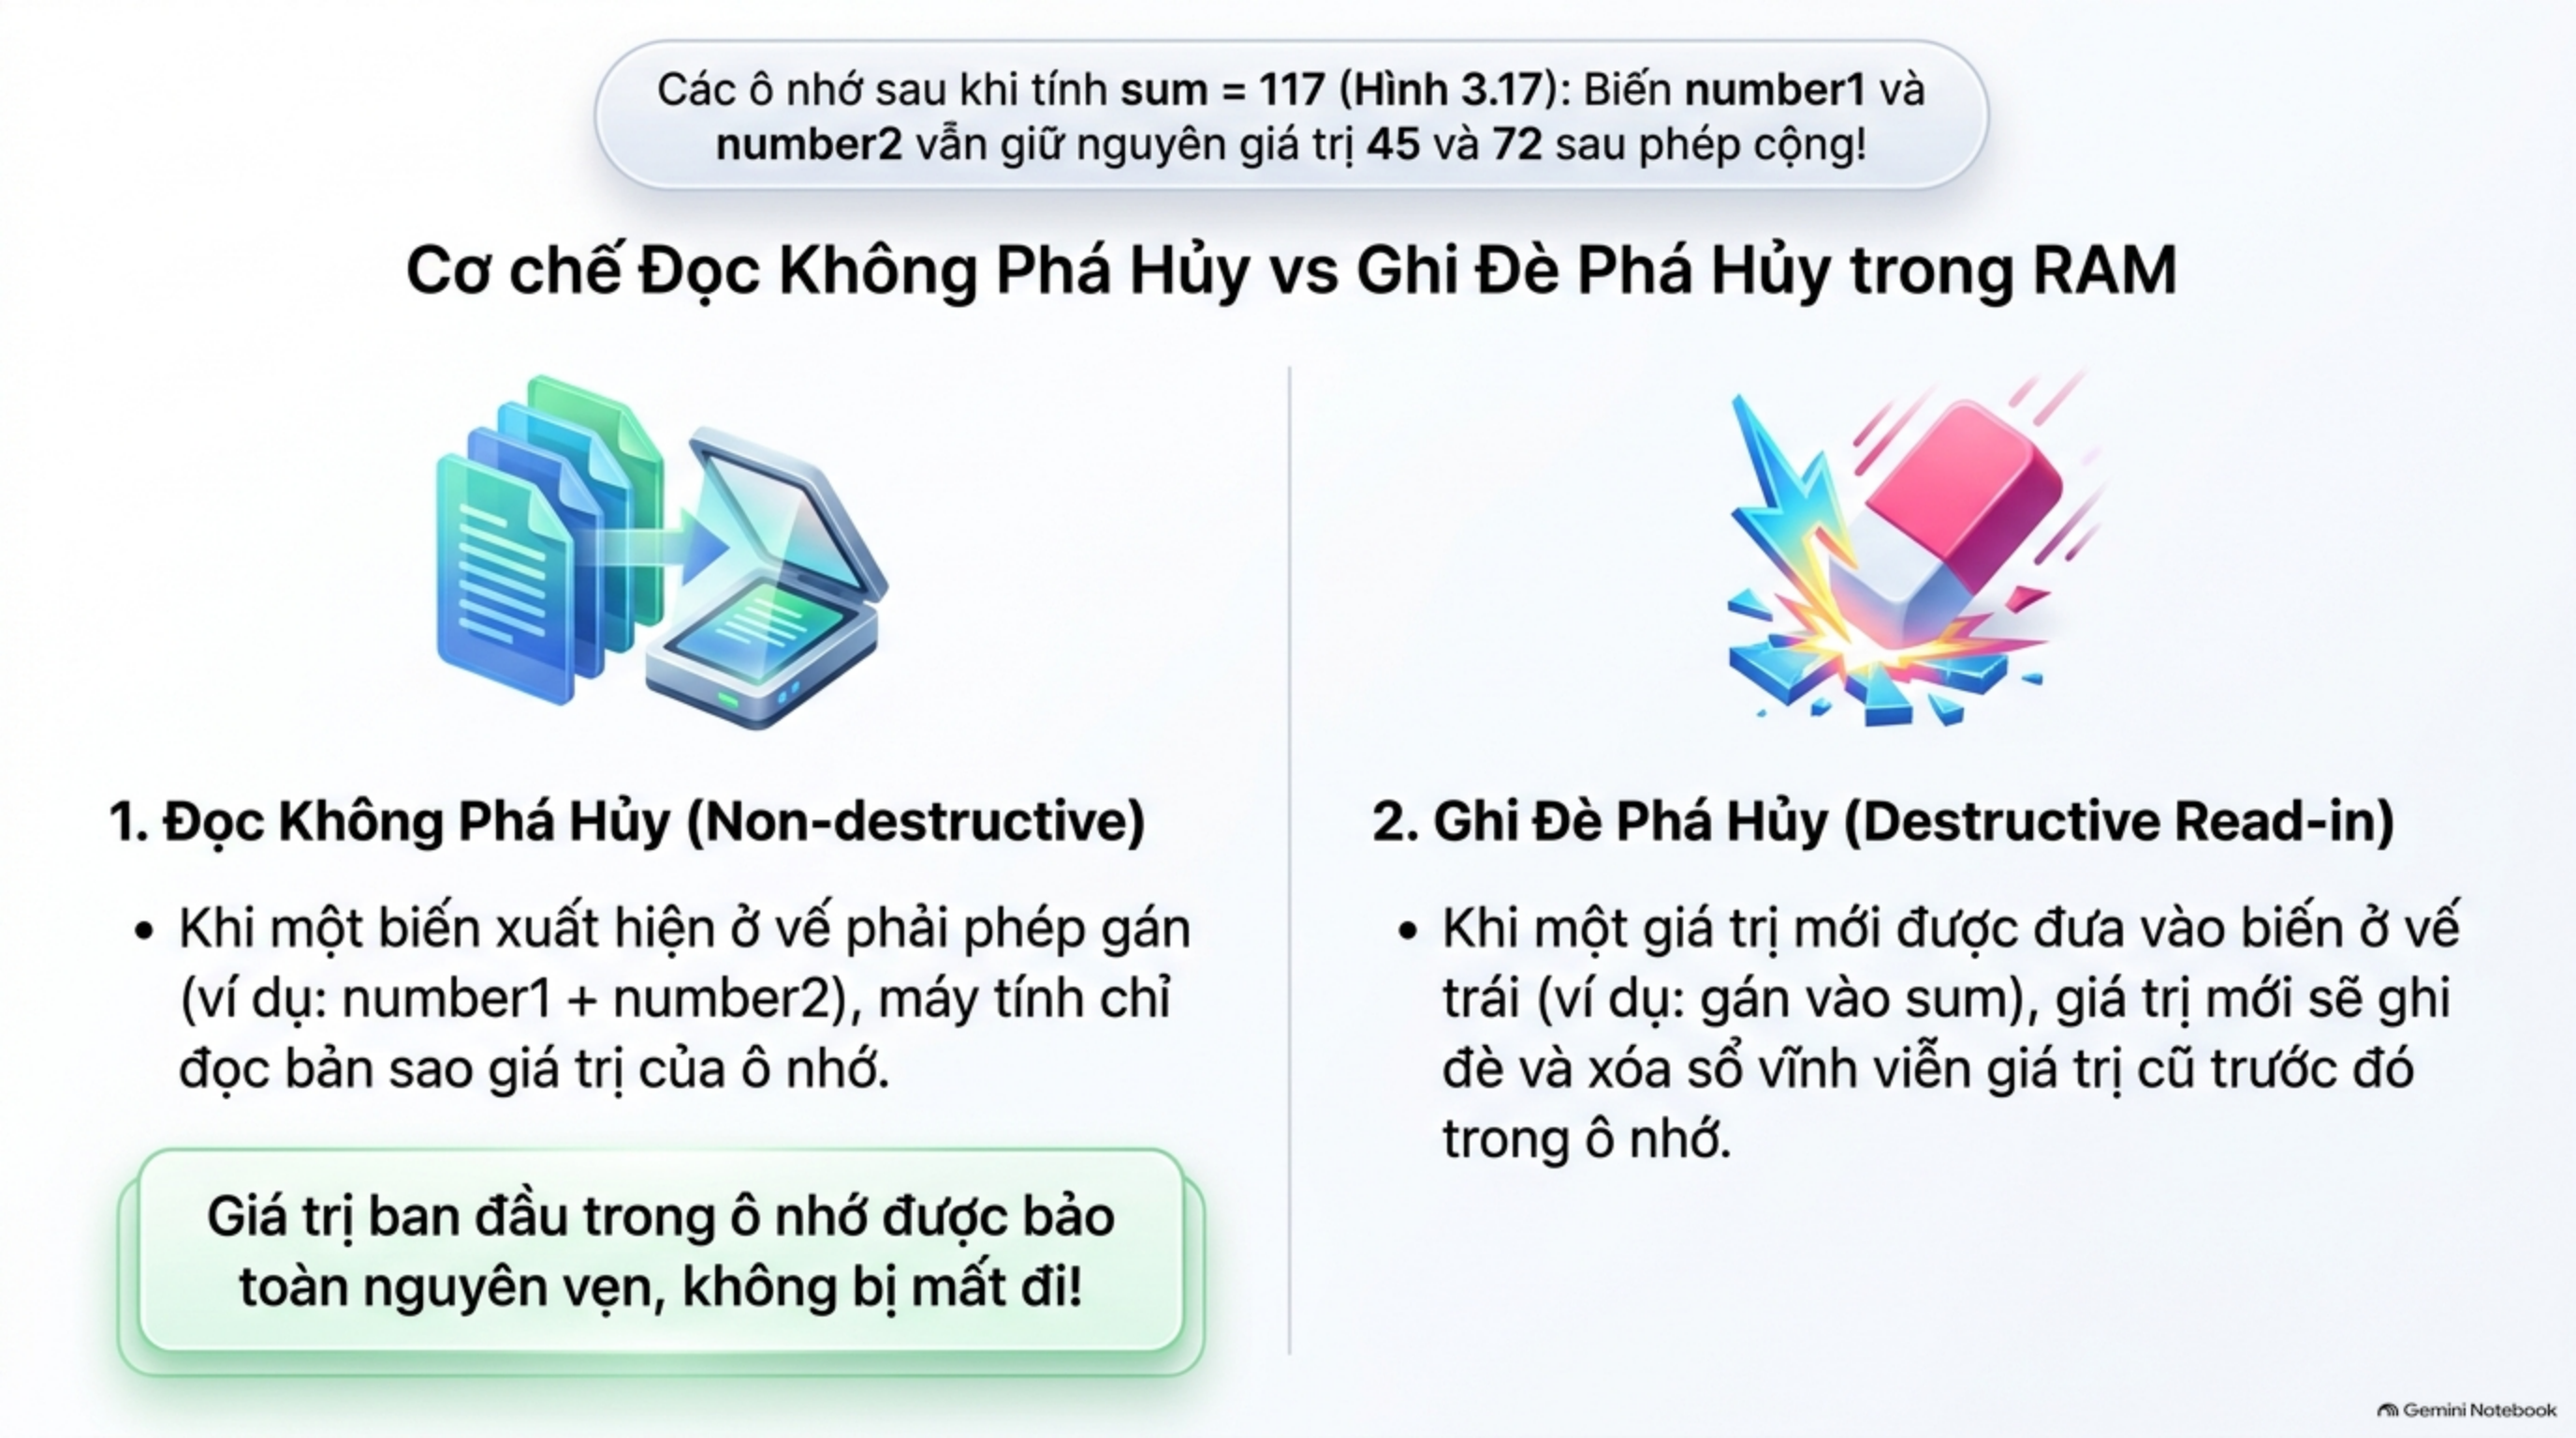 Các ô nhớ sau khi tính sum = 117 (Hình 3.17): Biến number1 và
number2 vẫn giữ nguyên giá trị 45 và 72 sau phép cộng!
Cơ chế Đọc Không Phá Hủy vs Ghi Đè Phá Hủy trong RAM
1. Đọc Không Phá Hủy (Non-destructive)
• Khi một biến xuất hiện ở vế phải phép gán
(ví dụ: number1 + number2), máy tính chỉ
đọc bản sao giá trị của ô nhớ.
Giá trị ban đầu trong ô nhớ được bảo
toàn nguyên vẹn, không bị mất đi!
2. Ghi Đè Phá Hủy (Destructive Read-in)
• Khi một giá trị mới được đưa vào biến ở vế
trái (ví dụ: gán vào sum), giá trị mới sẽ ghi
đè và xóa sổ vĩnh viễn giá trị cũ trước đó
trong ô nhớ.
Gemini Notebook